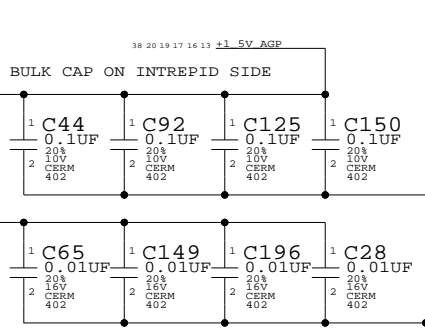 38 20 19 17 16 13 +1_5V_AGP
BULK CAP ON INTREPID SIDE
1 C44 1 C92 1 C125 1 C150
0.1UF 0.1UF 0.1UF 0.1UF
20% 20% 20% 20%
2 10V 2 10V 2 10V 2 10V
CERM CERM CERM CERM
402 402 402 402
1 C65 1 C149 1 C196 1 C28
0.01UF 0.01UF 0.01UF 0.01UF
20% 20% 20% 20%
2 16V 2 16V 2 16V 2 16V
CERM CERM CERM CERM
402 402 402 402